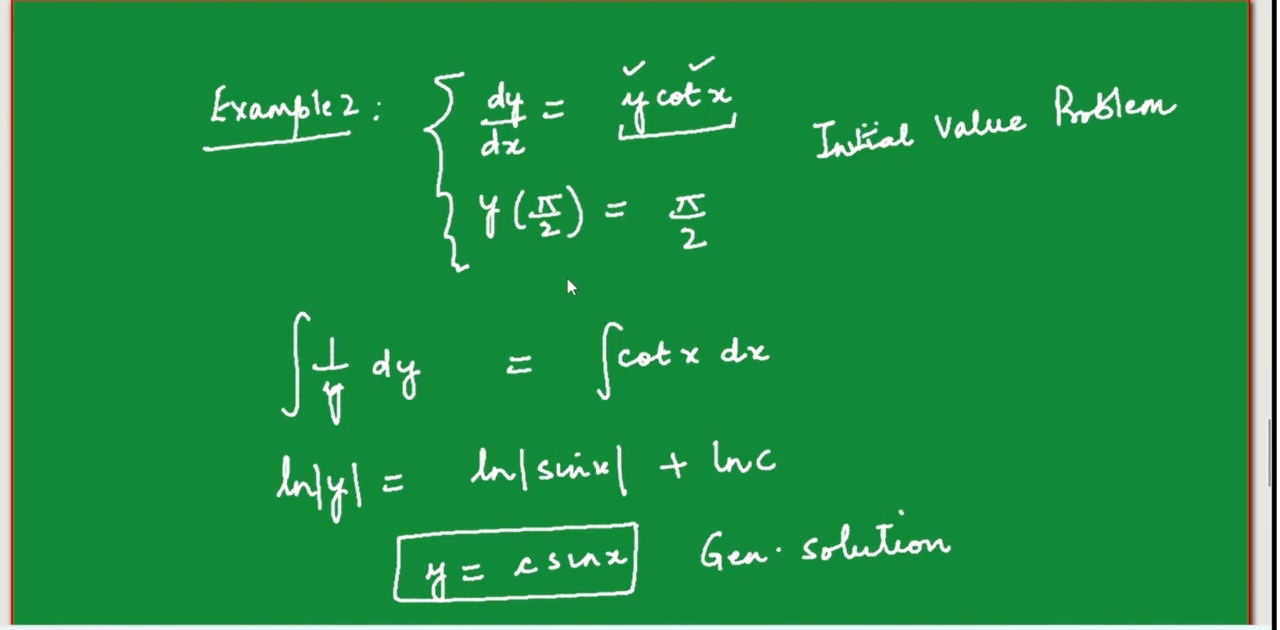 Example 2 : { dy/dx = y cot x
Initial Value Problem
y(π/2) = π/2
∫ 1/y dy = ∫ cot x dx
ln|y| = ln|sin x| + ln c
y = c sin x Gen. solution